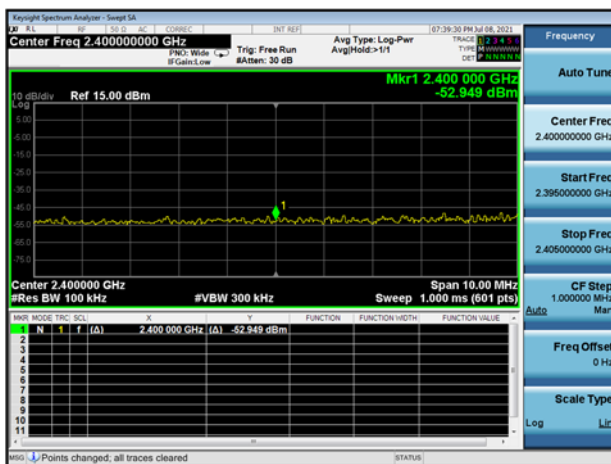 Keysight Spectrum Analyzer - Swept SA
RL RF 50 Ω AC CORREC INT REF 07:39:30 PM Jul 08, 2021
Center Freq 2.400000000 GHz
PNO: Wide
IFGain:Low
Trig: Free Run
#Atten: 30 dB
Avg Type: Log-Pwr
Avg|Hold:>1/1
TRACE 1 2 3 4 5 6
TYPE M W W W W W
DET P N N N N N
Mkr1 2.400 000 GHz
-52.949 dBm
10 dB/div Ref 15.00 dBm
Log
5.00
-5.00
-15.0
-25.0
-35.0
-45.0
-55.0
-65.0
-75.0
1
Center 2.400000 GHz Span 10.00 MHz
#Res BW 100 kHz #VBW 300 kHz Sweep 1.000 ms (601 pts)
MKR MODE TRC SCL X Y FUNCTION FUNCTION WIDTH FUNCTION VALUE
1 N 1 f (Δ) 2.400 000 GHz (Δ) -52.949 dBm
2
3
4
5
6
7
8
9
10
11
MSG Points changed; all traces cleared STATUS
Frequency
Auto Tune
Center Freq
2.400000000 GHz
Start Freq
2.395000000 GHz
Stop Freq
2.405000000 GHz
CF Step
1.000000 MHz
Auto Man
Freq Offset
0 Hz
Scale Type
Log Lin